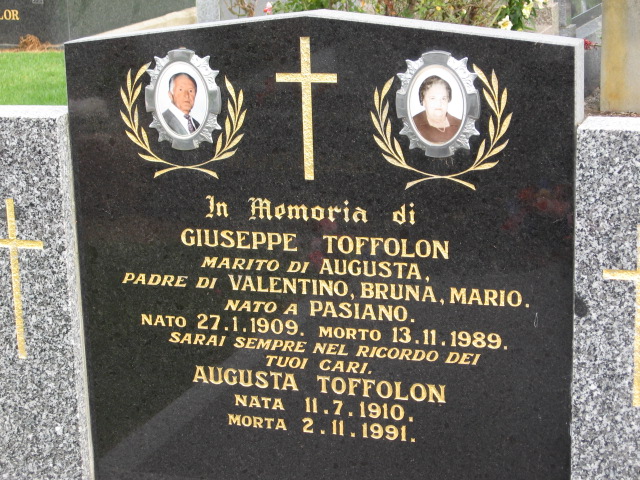 In Memoria di
GIUSEPPE TOFFOLON
MARITO DI AUGUSTA,
PADRE DI VALENTINO, BRUNA, MARIO.
NATO A PASIANO.
NATO 27.1.1909. MORTO 13.11.1989.
SARAI SEMPRE NEL RICORDO DEI
TUOI CARI.
AUGUSTA TOFFOLON
NATA 11.7.1910.
MORTA 2.11.1991.